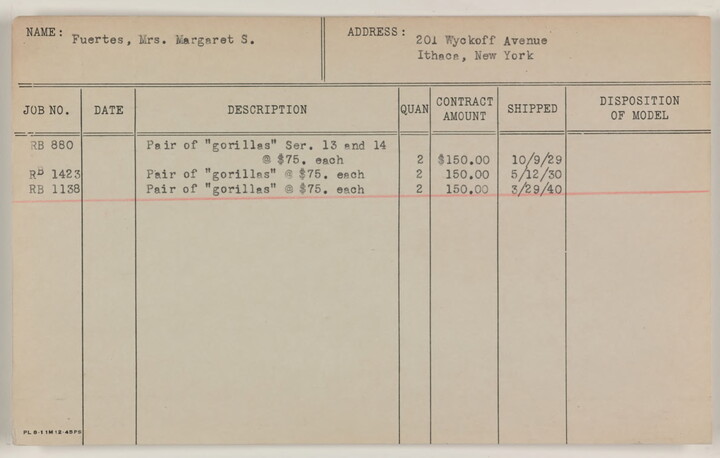 NAME: Fuertes, Mrs. Margaret S. ADDRESS: 201 Wyckoff Avenue
Ithaca, New York
JOB NO. DATE DESCRIPTION QUAN CONTRACT AMOUNT SHIPPED DISPOSITION OF MODEL
RB 880 Pair of "gorillas" Ser. 13 and 14
@ $75. each 2 $150.00 10/9/29
RB 1423 Pair of "gorillas" @ $75. each 2 150.00 5/12/30
RB 1138 Pair of "gorillas" @ $75. each 2 150.00 3/29/40